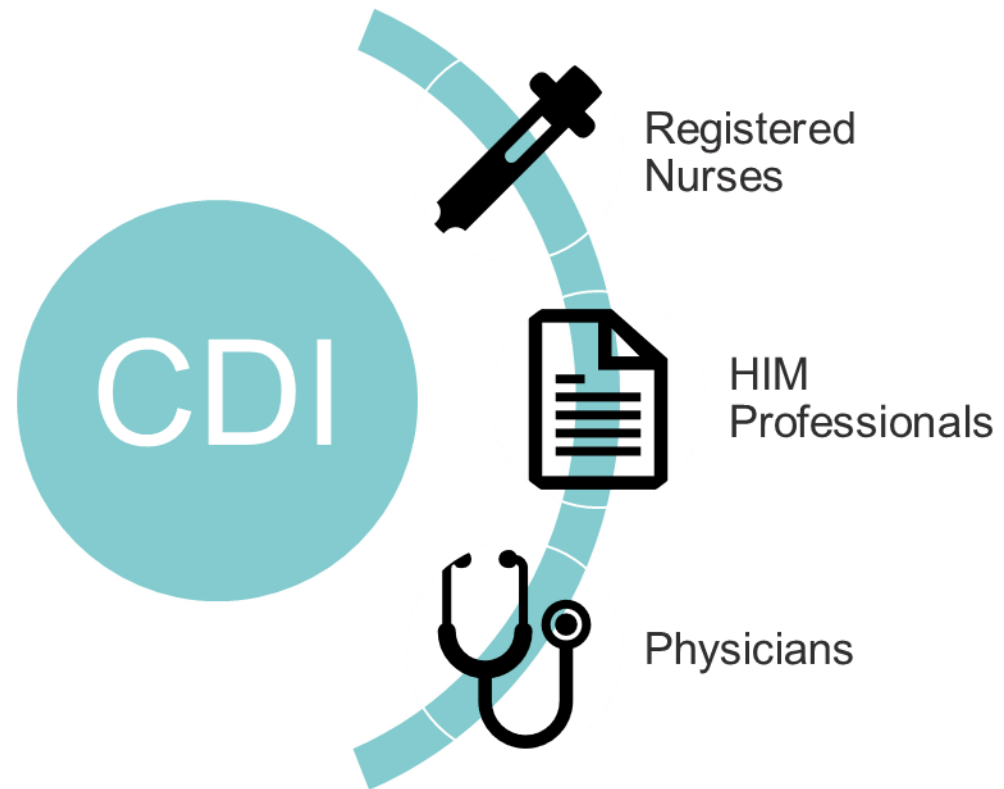 CDI
Registered
Nurses
HIM
Professionals
Physicians